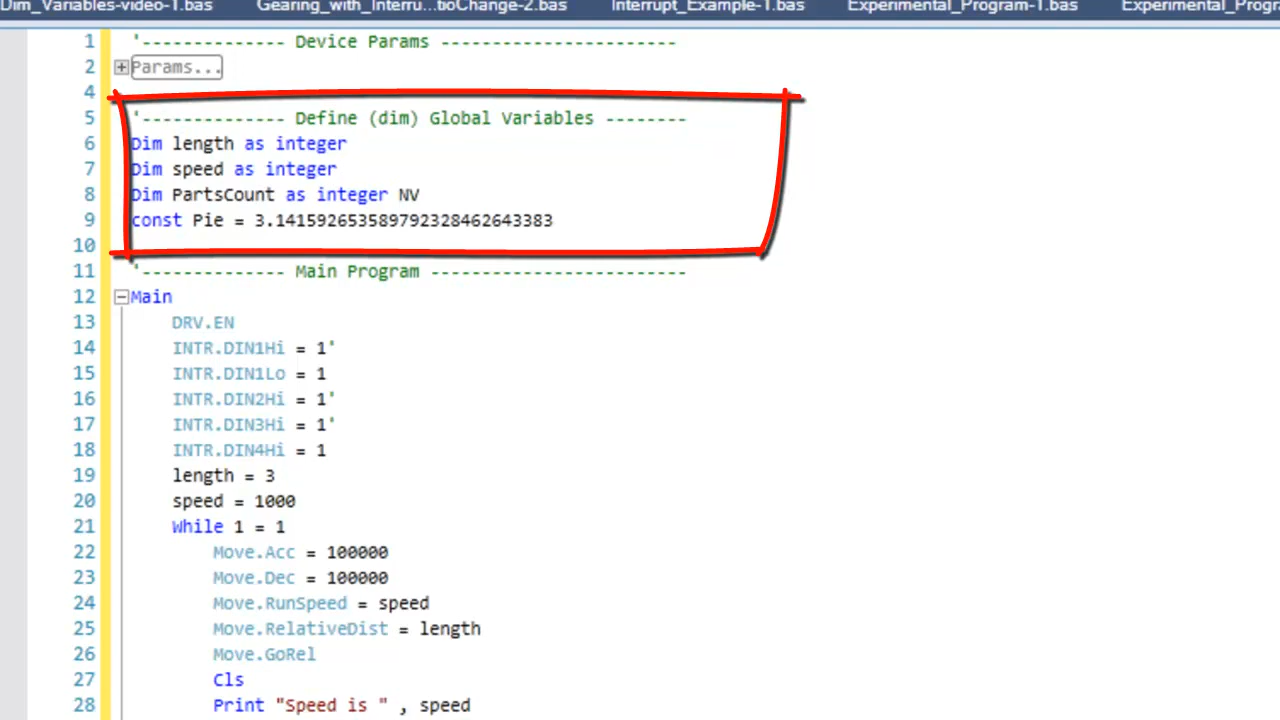 Dim_Variables-video-1.bas Gearing_with_Interru...tioChange-2.bas Interrupt_Example-1.bas Experimental_Program-1.bas Experimental_Progra
1 '-------------- Device Params -----------------------
2 Params...
4
5 '-------------- Define (dim) Global Variables --------
6 Dim length as integer
7 Dim speed as integer
8 Dim PartsCount as integer NV
9 const Pie = 3.141592653589792328462643383
10
11 '-------------- Main Program -------------------------
12 Main
13 DRV.EN
14 INTR.DIN1Hi = 1'
15 INTR.DIN1Lo = 1
16 INTR.DIN2Hi = 1'
17 INTR.DIN3Hi = 1'
18 INTR.DIN4Hi = 1
19 length = 3
20 speed = 1000
21 While 1 = 1
22 Move.Acc = 100000
23 Move.Dec = 100000
24 Move.RunSpeed = speed
25 Move.RelativeDist = length
26 Move.GoRel
27 Cls
28 Print "Speed is " , speed